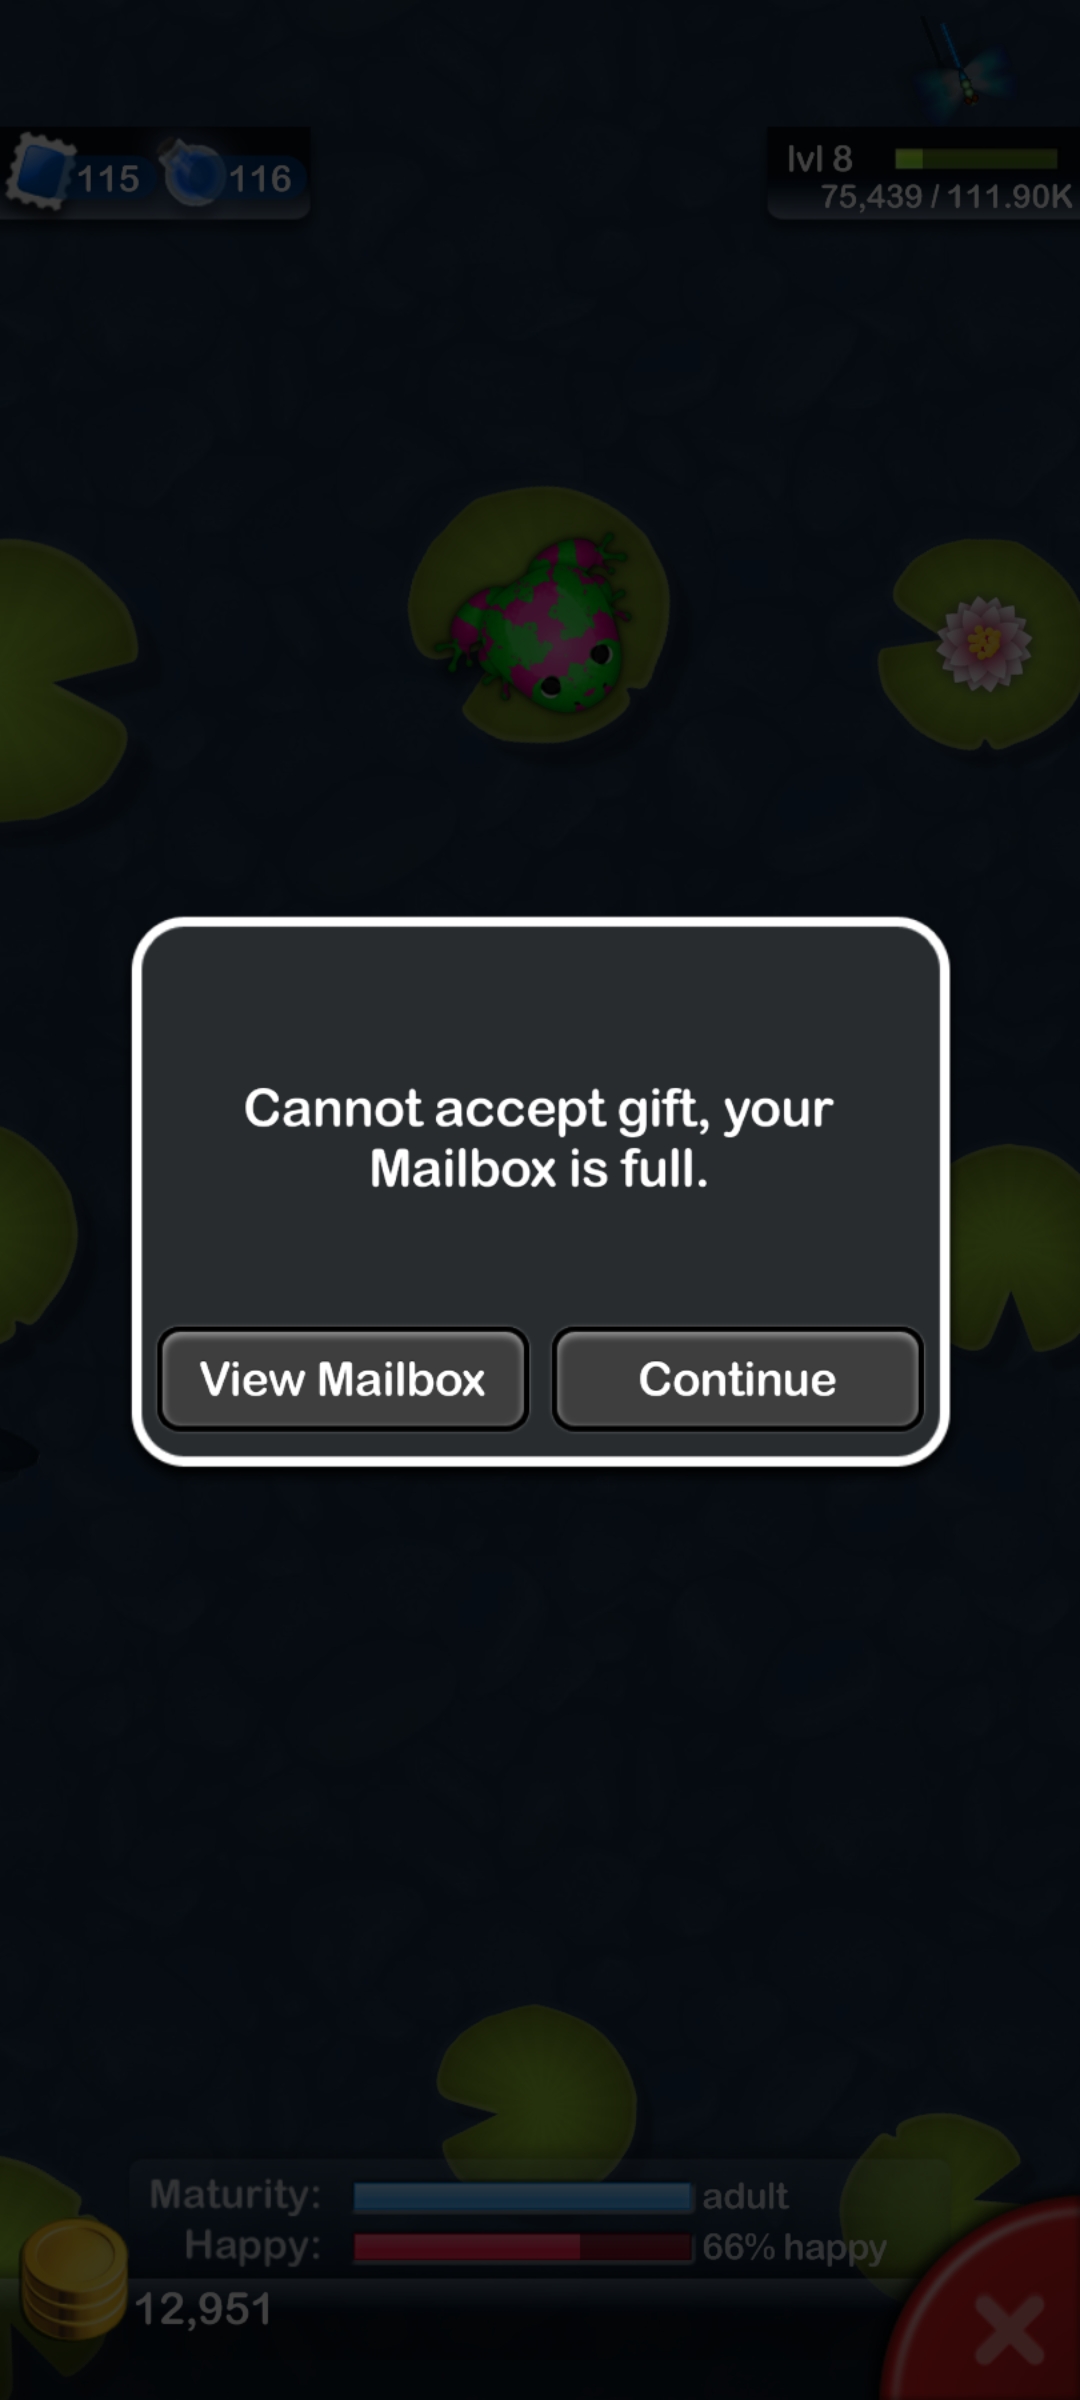 115 116
lvl 8
75,439 / 111.90K
Cannot accept gift, your
Mailbox is full.
View Mailbox Continue
Maturity: adult
Happy: 66% happy
12,951